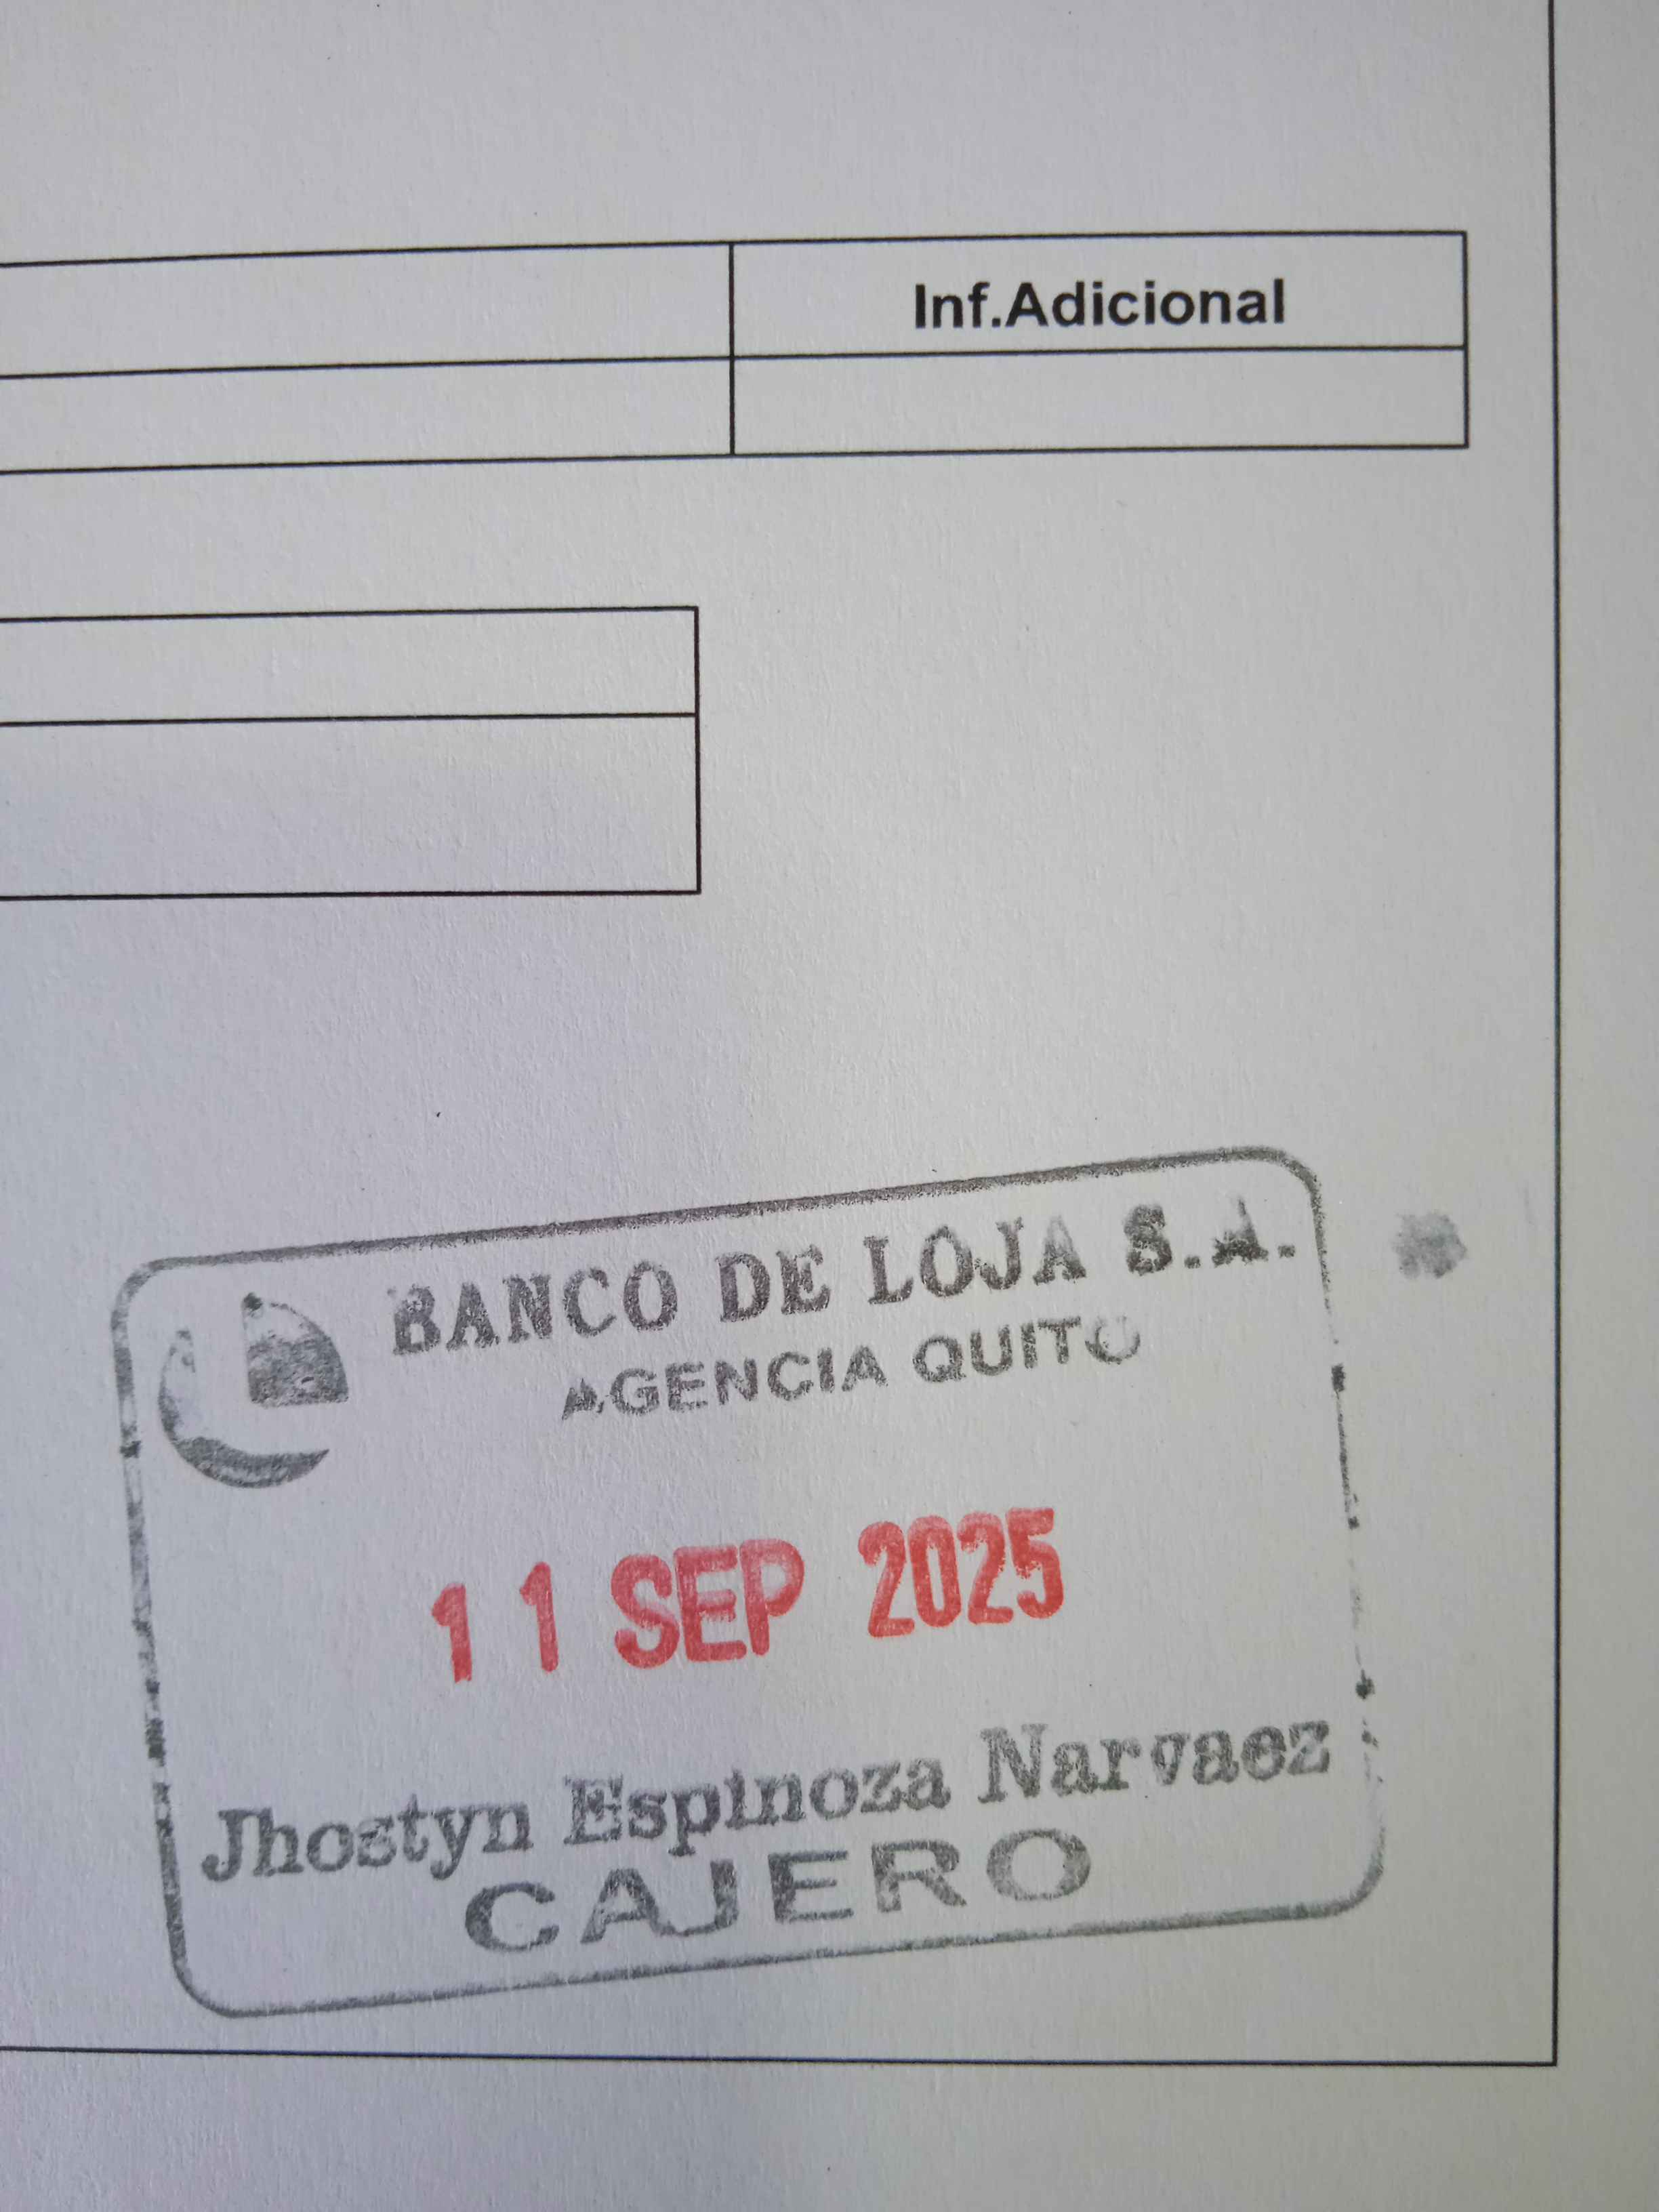 Inf.Adicional
BANCO DE LOJA S.A.
AGENCIA QUITO
11 SEP 2025
Jhostyn Espinoza Narvaez
CAJERO